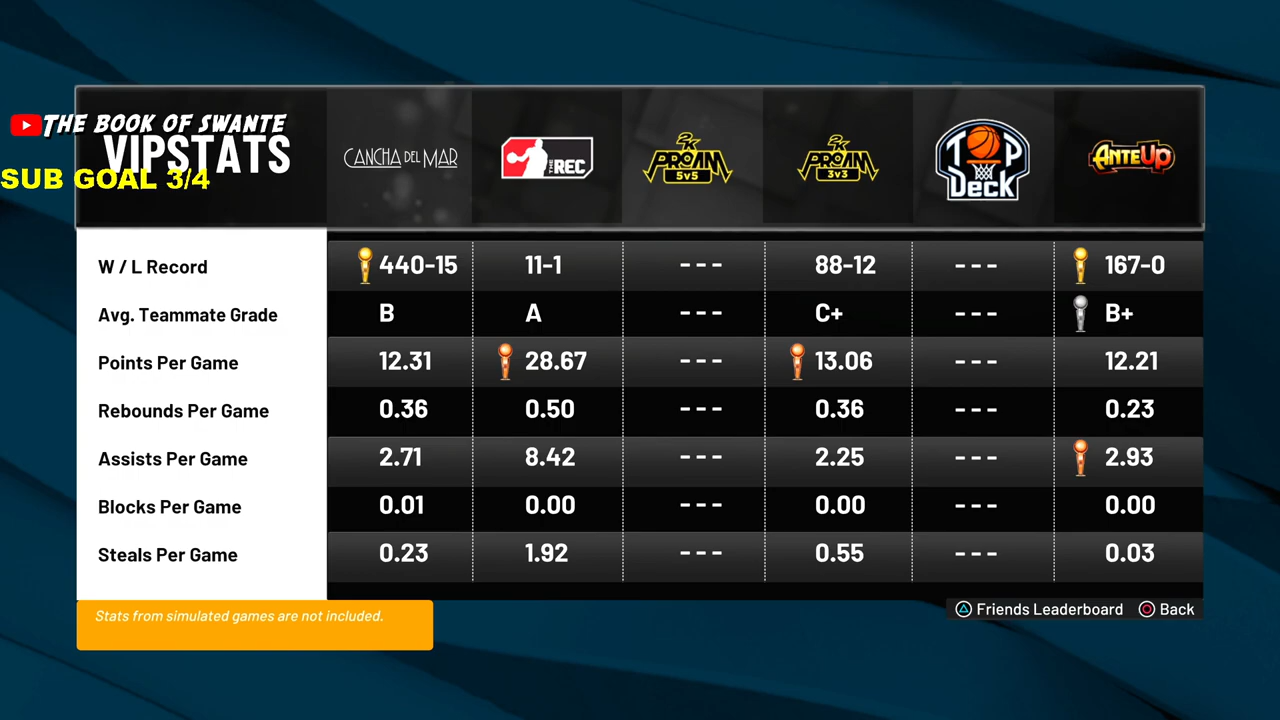 THE BOOK OF SWANTE
VIPSTATS
SUB GOAL 3/4
CANCHA DEL MAR
THE REC
2K PRO-AM 5v5
2K PRO-AM 3v3
TOP DECK
ANTEUP
W / L Record 440-15 11-1 --- 88-12 --- 167-0
Avg. Teammate Grade B A --- C+ --- B+
Points Per Game 12.31 28.67 --- 13.06 --- 12.21
Rebounds Per Game 0.36 0.50 --- 0.36 --- 0.23
Assists Per Game 2.71 8.42 --- 2.25 --- 2.93
Blocks Per Game 0.01 0.00 --- 0.00 --- 0.00
Steals Per Game 0.23 1.92 --- 0.55 --- 0.03
Stats from simulated games are not included.
Friends Leaderboard Back